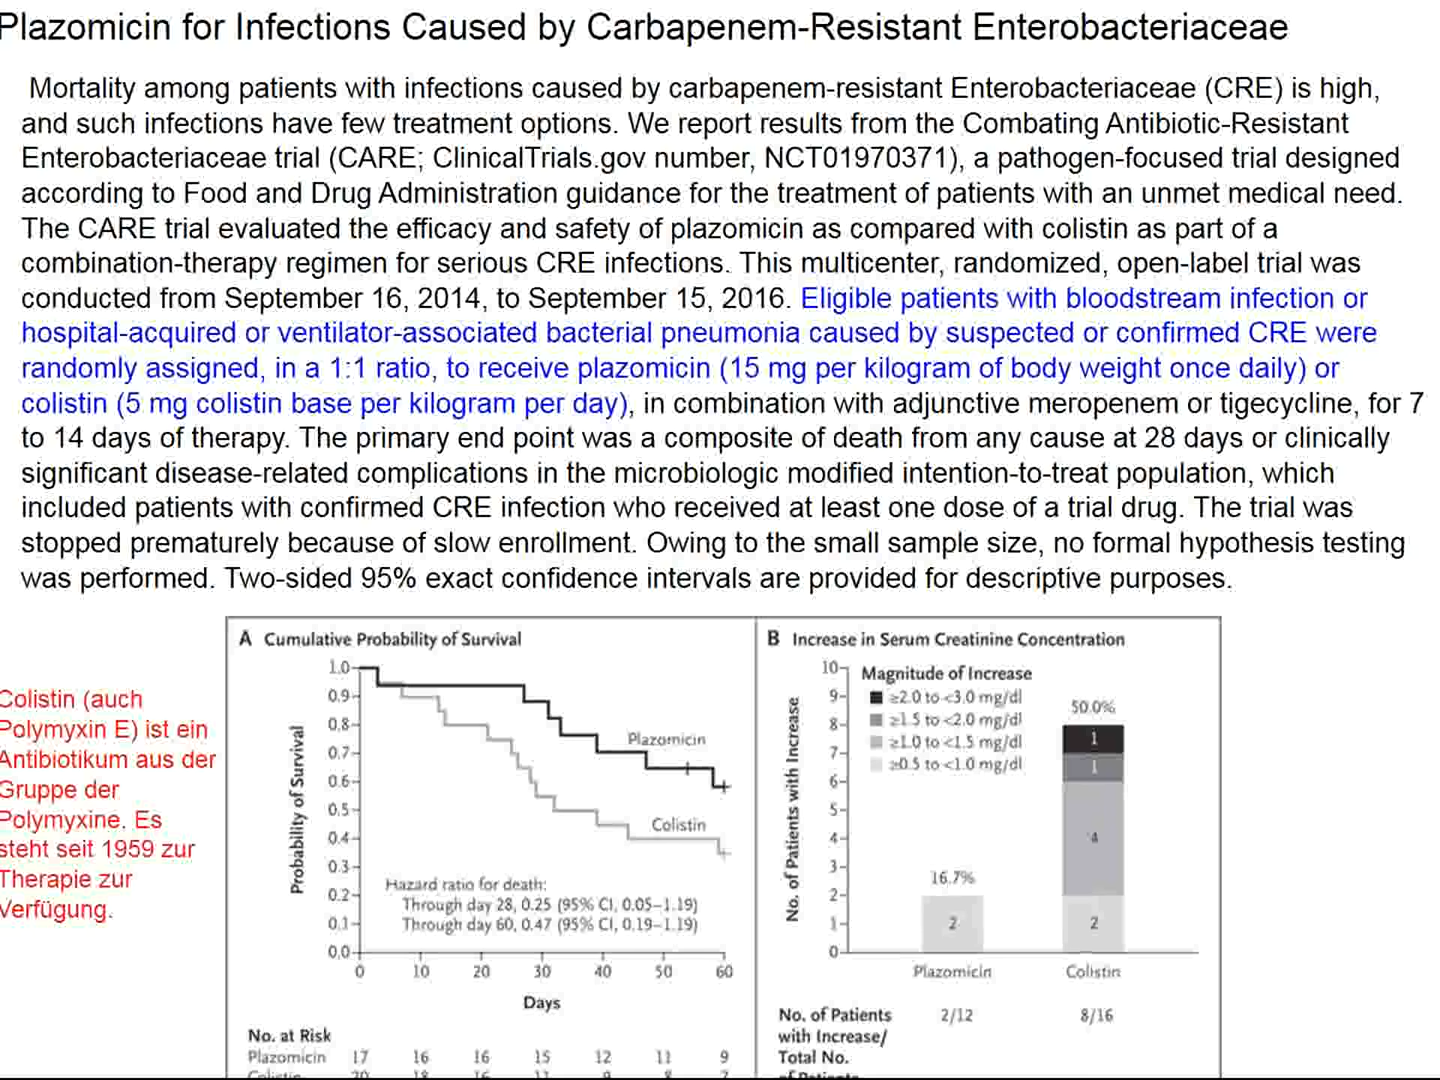 Plazomicin for Infections Caused by Carbapenem-Resistant Enterobacteriaceae
Mortality among patients with infections caused by carbapenem-resistant Enterobacteriaceae (CRE) is high,
and such infections have few treatment options. We report results from the Combating Antibiotic-Resistant
Enterobacteriaceae trial (CARE; ClinicalTrials.gov number, NCT01970371), a pathogen-focused trial designed
according to Food and Drug Administration guidance for the treatment of patients with an unmet medical need.
The CARE trial evaluated the efficacy and safety of plazomicin as compared with colistin as part of a
combination-therapy regimen for serious CRE infections. This multicenter, randomized, open-label trial was
conducted from September 16, 2014, to September 15, 2016. Eligible patients with bloodstream infection or
hospital-acquired or ventilator-associated bacterial pneumonia caused by suspected or confirmed CRE were
randomly assigned, in a 1:1 ratio, to receive plazomicin (15 mg per kilogram of body weight once daily) or
colistin (5 mg colistin base per kilogram per day), in combination with adjunctive meropenem or tigecycline, for 7
to 14 days of therapy. The primary end point was a composite of death from any cause at 28 days or clinically
significant disease-related complications in the microbiologic modified intention-to-treat population, which
included patients with confirmed CRE infection who received at least one dose of a trial drug. The trial was
stopped prematurely because of slow enrollment. Owing to the small sample size, no formal hypothesis testing
was performed. Two-sided 95% exact confidence intervals are provided for descriptive purposes.
Colistin (auch
Polymyxin E) ist ein
Antibiotikum aus der
Gruppe der
Polymyxine. Es
steht seit 1959 zur
Therapie zur
Verfügung.
A Cumulative Probability of Survival
Probability of Survival
1.0
0.9
0.8
0.7
0.6
0.5
0.4
0.3
0.2
0.1
0.0
Plazomicin
Colistin
Hazard ratio for death:
Through day 28, 0.25 (95% CI, 0.05–1.19)
Through day 60, 0.47 (95% CI, 0.19–1.19)
0 10 20 30 40 50 60
Days
No. at Risk
Plazomicin 17 16 16 15 12 11 9
Colistin 20 18 16 11 9 8 7
B Increase in Serum Creatinine Concentration
No. of Patients with Increase
10
9
8
7
6
5
4
3
2
1
0
Magnitude of Increase
≥2.0 to <3.0 mg/dl
≥1.5 to <2.0 mg/dl
≥1.0 to <1.5 mg/dl
≥0.5 to <1.0 mg/dl
16.7%
2
50.0%
1
1
4
2
Plazomicin Colistin
No. of Patients 2/12 8/16
with Increase/
Total No.
of Patients